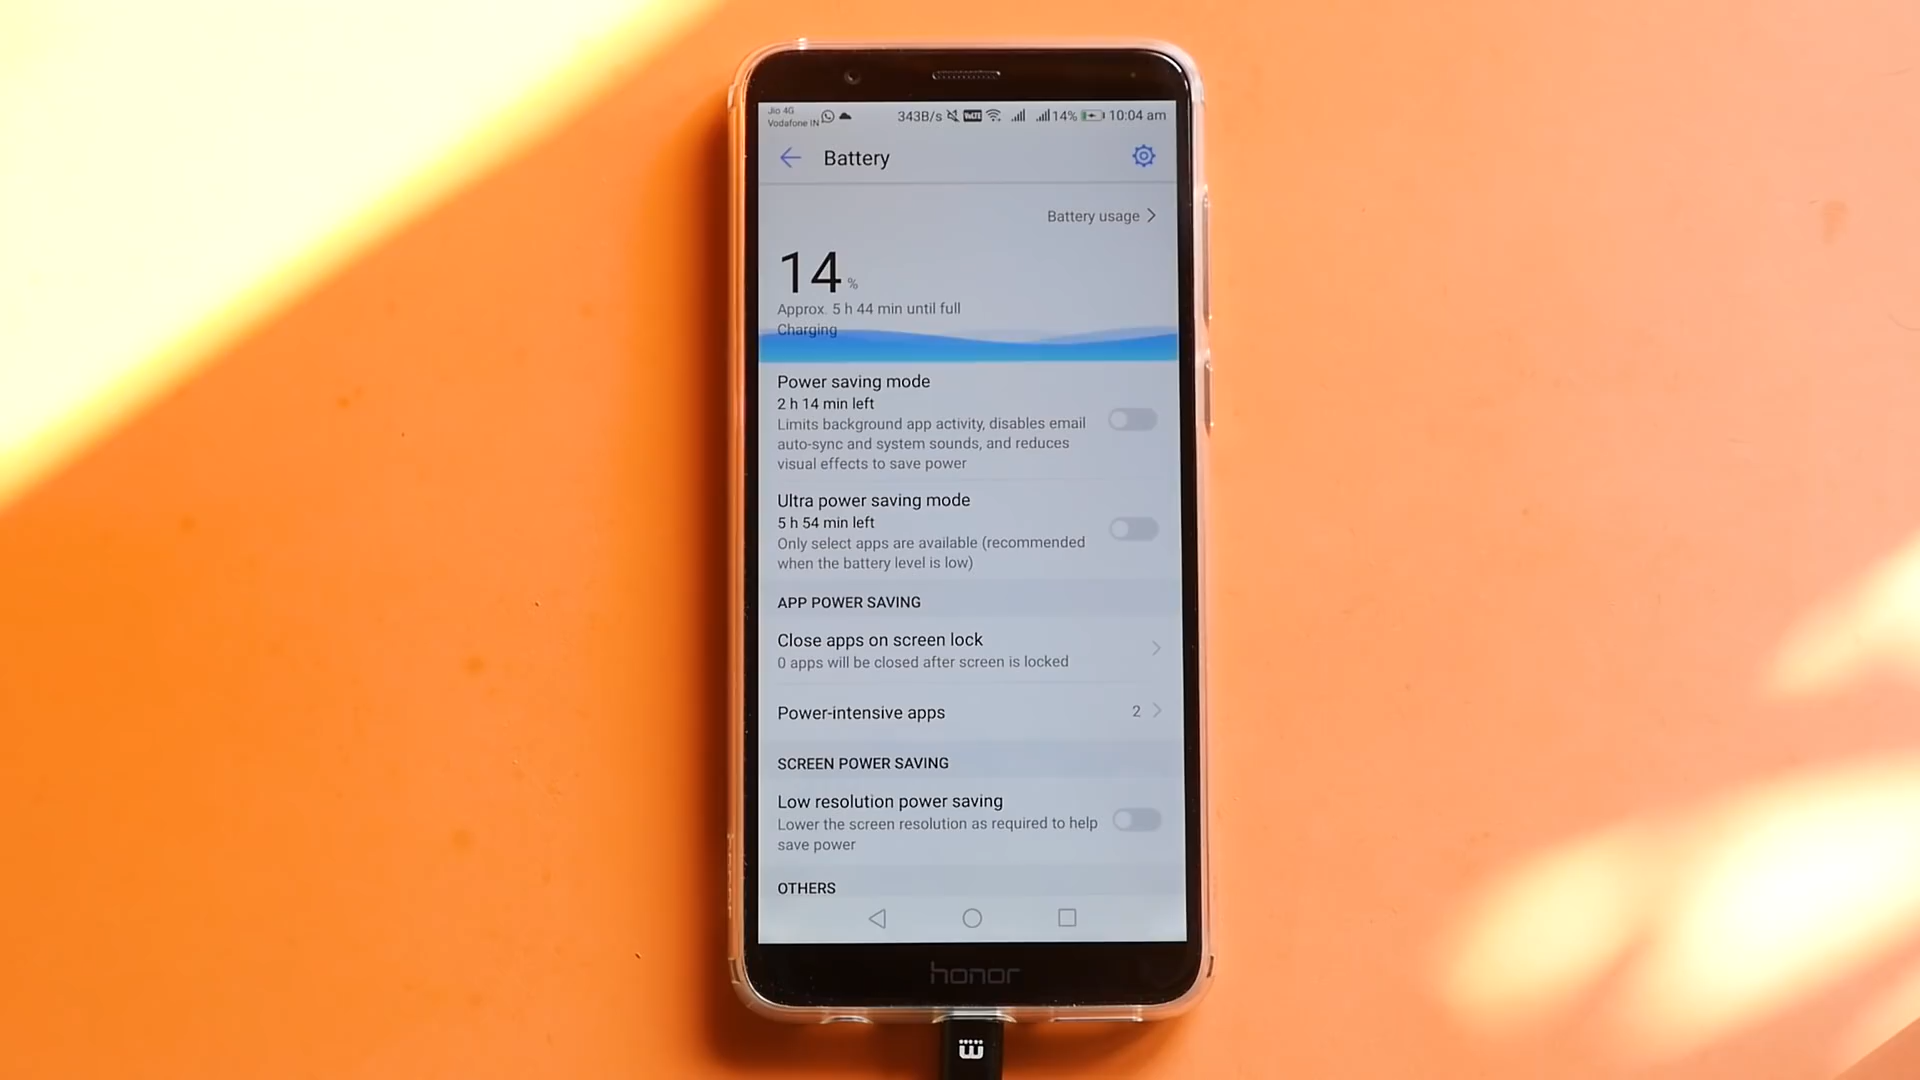 Jio 4G
Vodafone IN
343B/s VoLTE 14% 10:04 am
Battery
Battery usage
14 %
Approx. 5 h 44 min until full
Charging
Power saving mode
2 h 14 min left
Limits background app activity, disables email
auto-sync and system sounds, and reduces
visual effects to save power
Ultra power saving mode
5 h 54 min left
Only select apps are available (recommended
when the battery level is low)
APP POWER SAVING
Close apps on screen lock
0 apps will be closed after screen is locked
Power-intensive apps 2
SCREEN POWER SAVING
Low resolution power saving
Lower the screen resolution as required to help
save power
OTHERS
honor